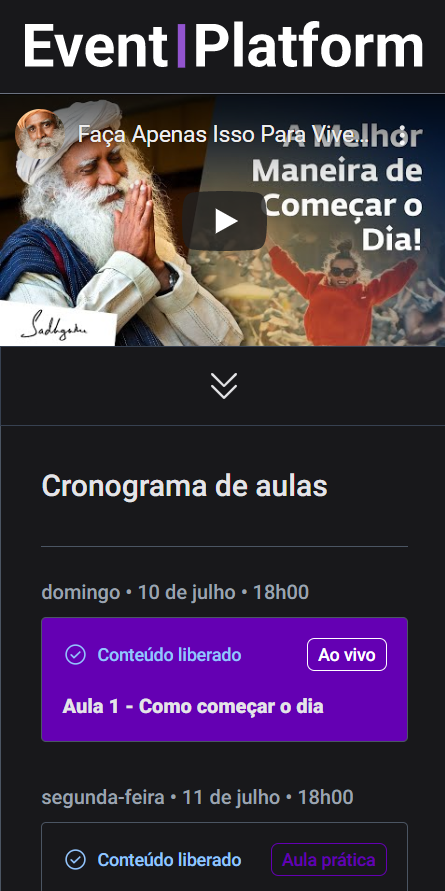 Event|Platform
Faça Apenas Isso Para Vive...
A Melhor
Maneira de
Começar o
Dia!
Sadhguru
Cronograma de aulas
domingo • 10 de julho • 18h00
Conteúdo liberado
Ao vivo
Aula 1 - Como começar o dia
segunda-feira • 11 de julho • 18h00
Conteúdo liberado
Aula prática